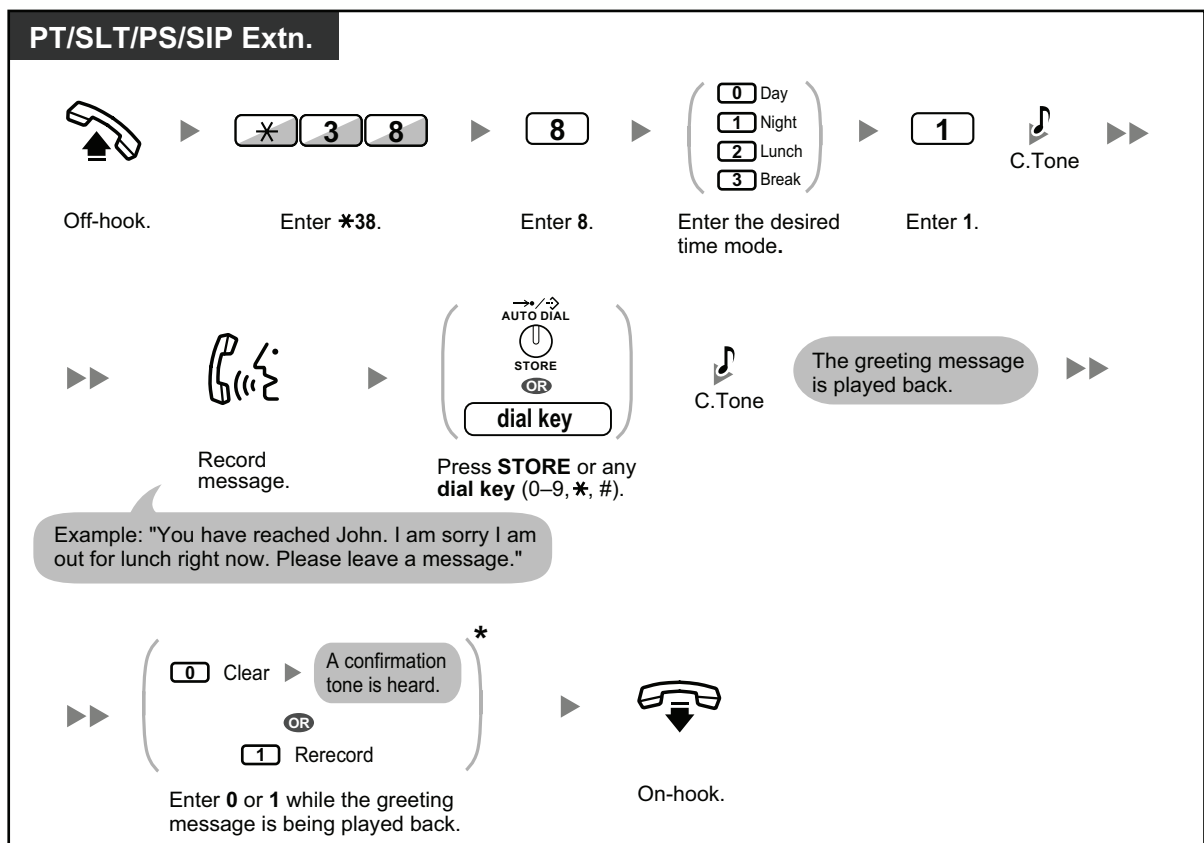 PT/SLT/PS/SIP Extn.
0 Day
1 Night
2 Lunch
3 Break
* 3 8
8
1
C.Tone
Off-hook.
Enter *38.
Enter 8.
Enter the desired
time mode.
Enter 1.
AUTO DIAL
STORE
OR
dial key
C.Tone
The greeting message
is played back.
Record
message.
Press STORE or any
dial key (0–9, *, #).
Example: "You have reached John. I am sorry I am
out for lunch right now. Please leave a message."
0 Clear
A confirmation
tone is heard.
*
OR
1 Rerecord
Enter 0 or 1 while the greeting
message is being played back.
On-hook.